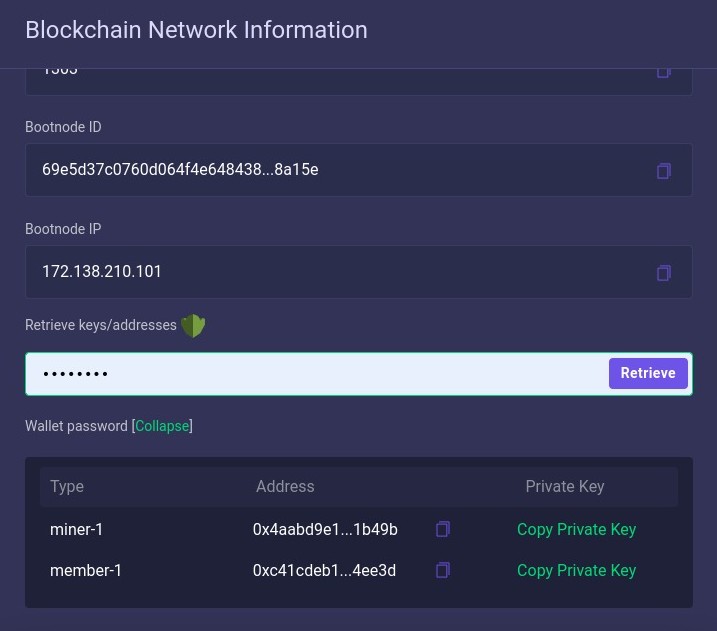 Blockchain Network Information
Bootnode ID
69e5d37c0760d064f4e648438...8a15e
Bootnode IP
172.138.210.101
Retrieve keys/addresses
••••••••
Retrieve
Wallet password [Collapse]
Type Address Private Key
miner-1 0x4aabd9e1...1b49b Copy Private Key
member-1 0xc41cdeb1...4ee3d Copy Private Key